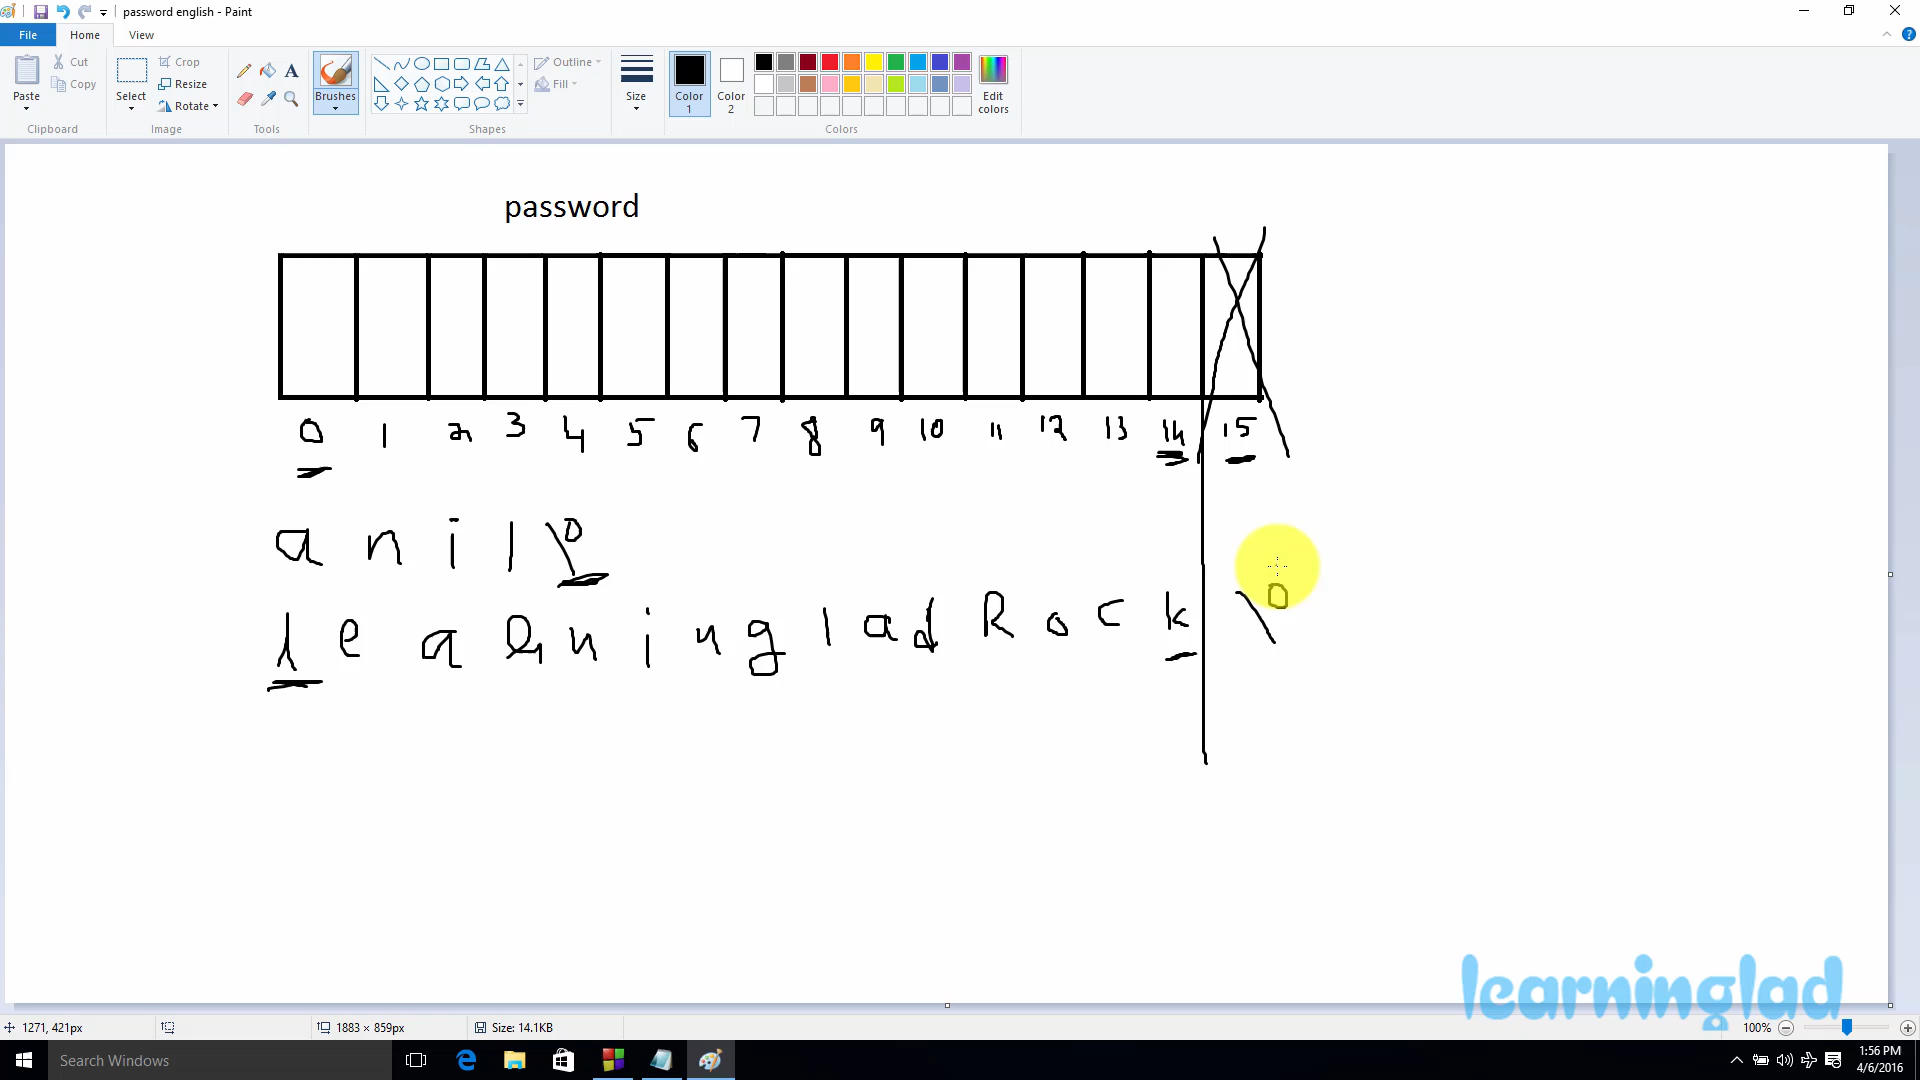 password english - Paint
File Home View
Cut
Copy
Paste
Clipboard
Crop
Resize
Rotate
Select
Image
Tools
Brushes
Outline
Fill
Shapes
Size
Color 1
Color 2
Edit colors
Colors
password
0 1 2 3 4 5 6 7 8 9 10 11 12 13 14 15
a n i l \0
l e a r n i n g l a d R o c k \0
learninglad
1271, 421px
1883 × 859px
Size: 14.1KB
100%
Search Windows
1:56 PM
4/6/2016